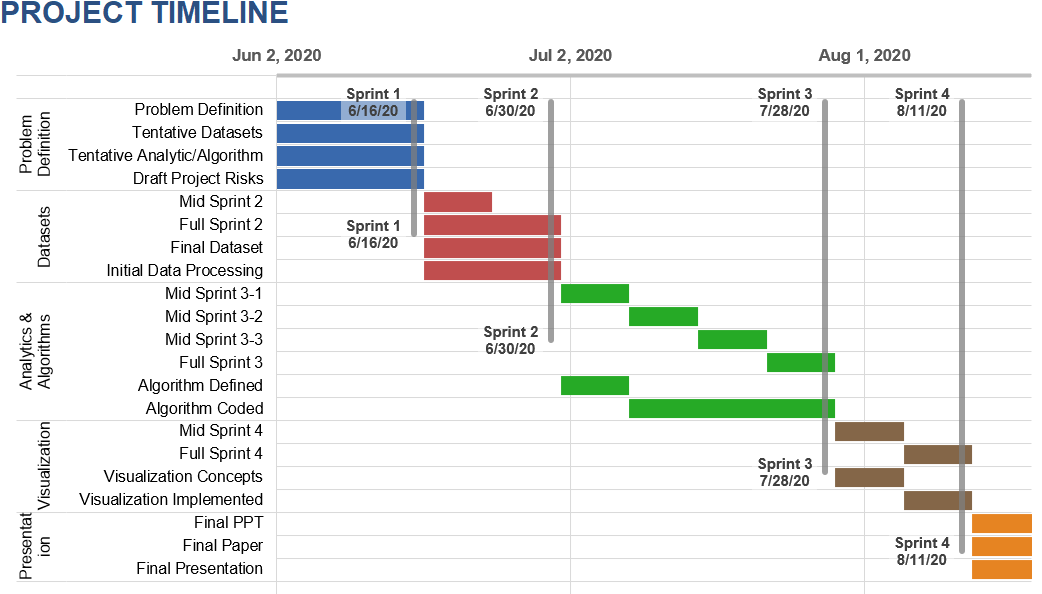 PROJECT TIMELINE
Jun 2, 2020
Jul 2, 2020
Aug 1, 2020
Sprint 1
6/16/20
Sprint 2
6/30/20
Sprint 3
7/28/20
Sprint 4
8/11/20
Problem
Definition
Problem Definition
Tentative Datasets
Tentative Analytic/Algorithm
Draft Project Risks
Datasets
Mid Sprint 2
Full Sprint 2
Final Dataset
Initial Data Processing
Sprint 1
6/16/20
Analytics &
Algorithms
Mid Sprint 3-1
Mid Sprint 3-2
Mid Sprint 3-3
Full Sprint 3
Algorithm Defined
Algorithm Coded
Sprint 2
6/30/20
Visualization
Mid Sprint 4
Full Sprint 4
Visualization Concepts
Visualization Implemented
Sprint 3
7/28/20
Presentat
ion
Final PPT
Final Paper
Final Presentation
Sprint 4
8/11/20